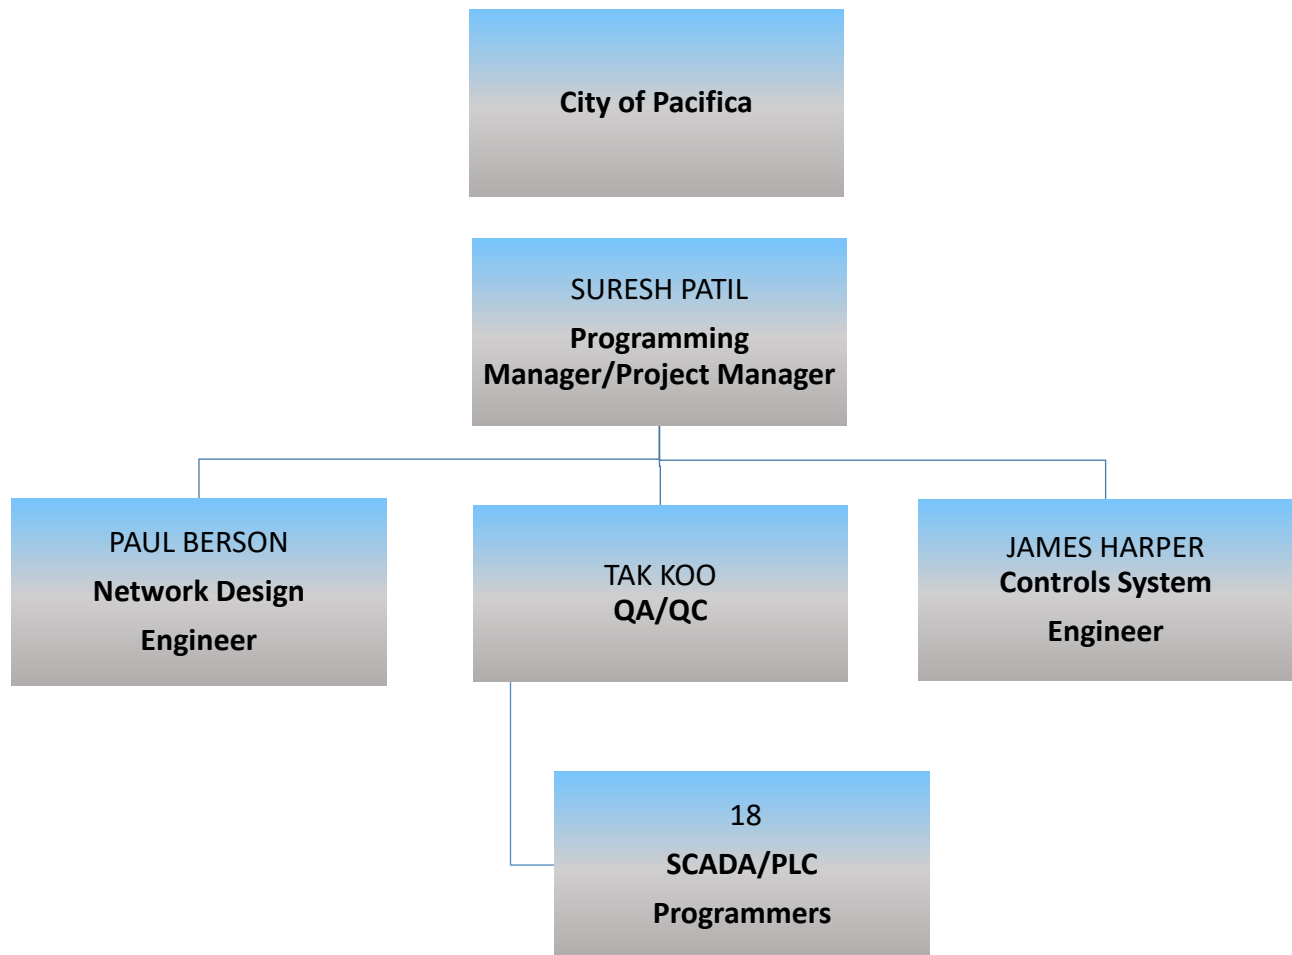 City of Pacifica
SURESH PATIL
Programming
Manager/Project Manager
PAUL BERSON
Network Design
Engineer
TAK KOO
QA/QC
JAMES HARPER
Controls System
Engineer
18
SCADA/PLC
Programmers